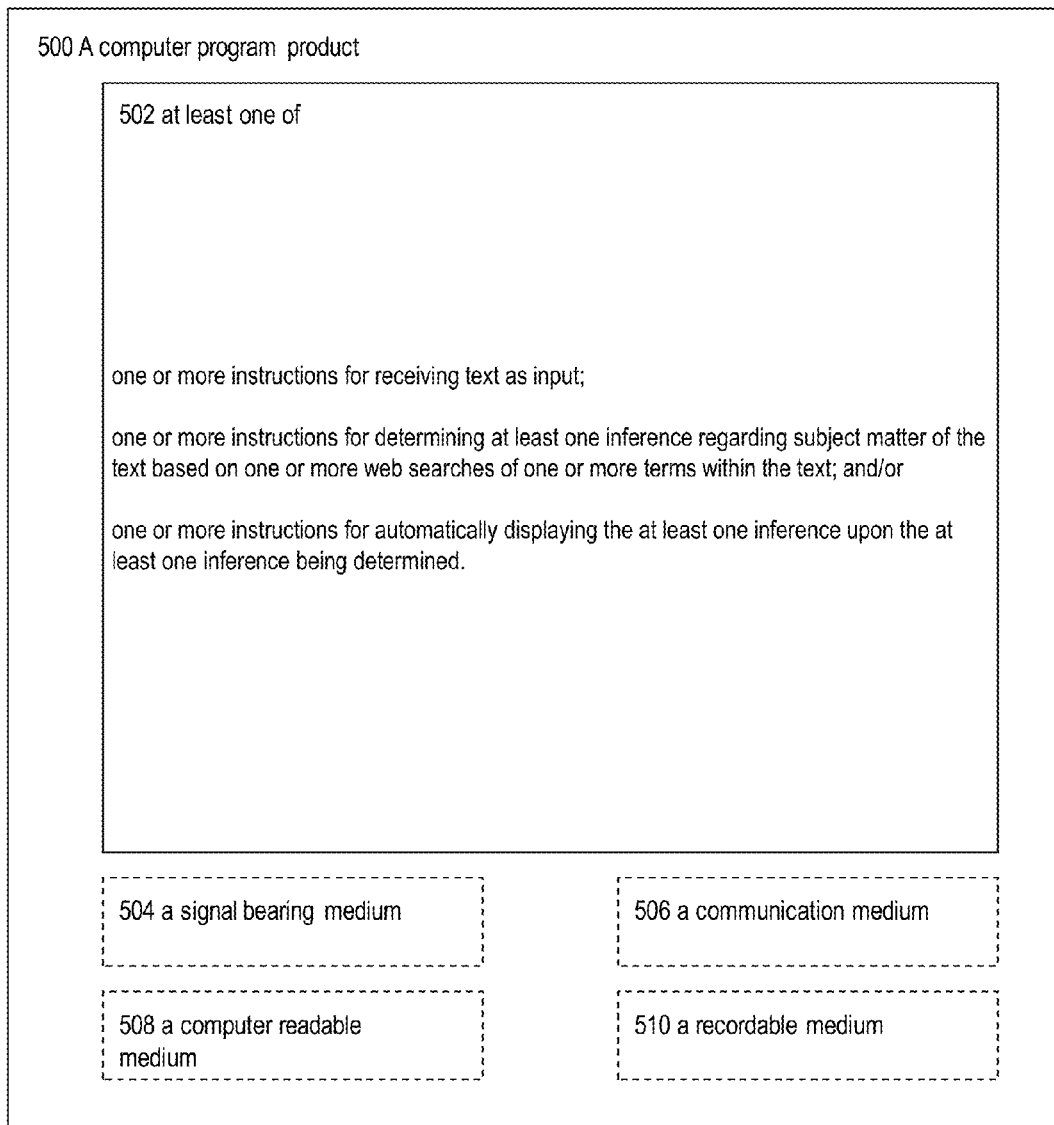 500 A computer program product
502 at least one of
one or more instructions for receiving text as input;
one or more instructions for determining at least one inference regarding subject matter of the
text based on one or more web searches of one or more terms within the text; and/or
one or more instructions for automatically displaying the at least one inference upon the at
least one inference being determined.
504 a signal bearing medium
506 a communication medium
508 a computer readable
medium
510 a recordable medium